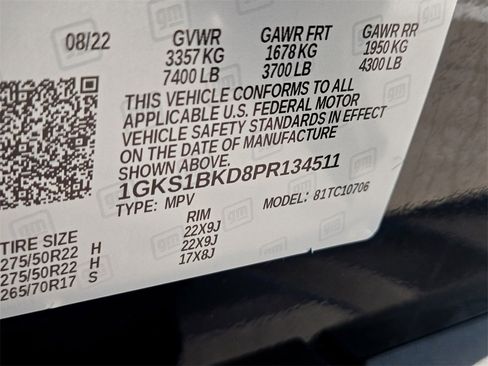 08/22 GVWR GAWR FRT GAWR RR
3357 KG 1678 KG 1950 KG
7400 LB 3700 LB 4300 LB
THIS VEHICLE CONFORMS TO ALL
APPLICABLE U.S. FEDERAL MOTOR
VEHICLE SAFETY STANDARDS IN EFFECT
ON THE DATE OF MANUFACTURE
SHOWN ABOVE.
1GKS1BKD8PR134511
TYPE: MPV MODEL: 81TC10706
TIRE SIZE RIM
275/50R22 H 22X9J
275/50R22 H 22X9J
265/70R17 S 17X8J
gm